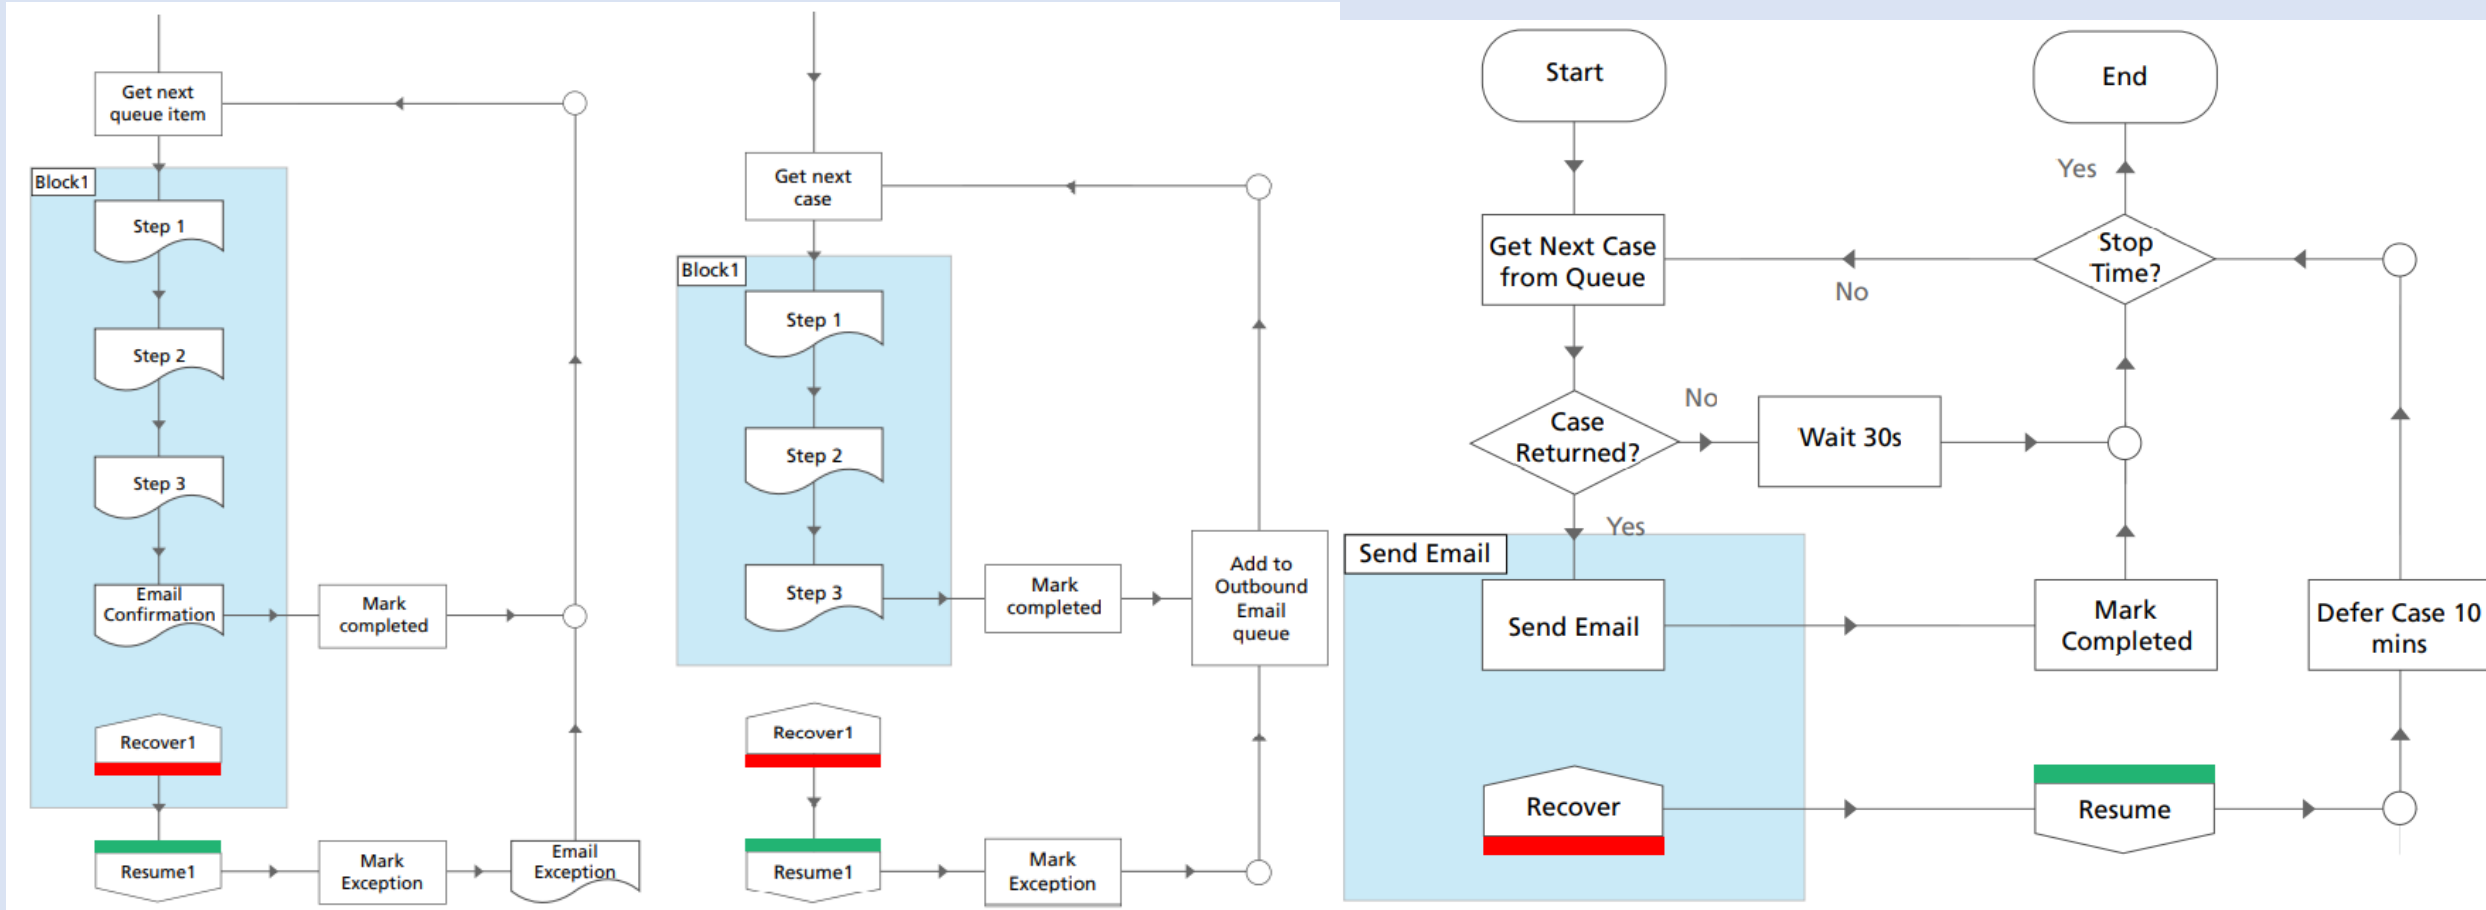 Get next
queue item
Block1
Step 1
Step 2
Step 3
Email
Confirmation
Mark
completed
Recover1
Resume1
Mark
Exception
Email
Exception
Get next
case
Block1
Step 1
Step 2
Step 3
Mark
completed
Add to
Outbound
Email
queue
Recover1
Resume1
Mark
Exception
Start
End
Yes
Get Next Case
from Queue
Stop
Time?
No
Case
Returned?
No
Wait 30s
Yes
Send Email
Send Email
Mark
Completed
Defer Case 10
mins
Recover
Resume